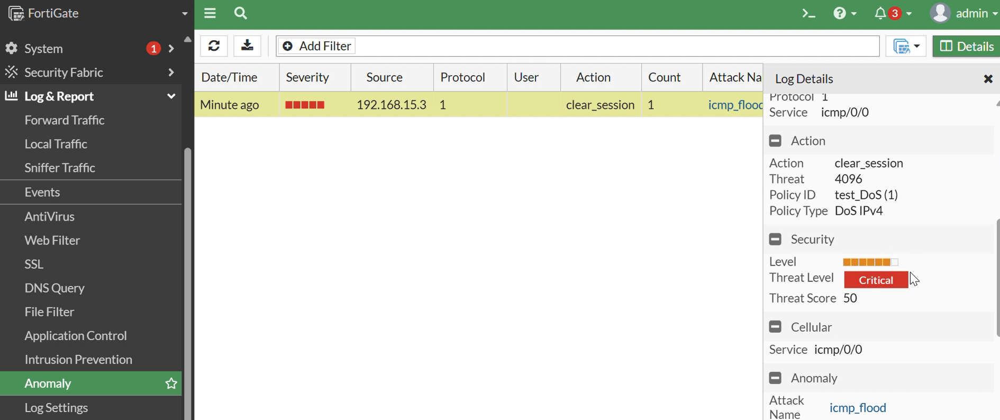 FortiGate
3
admin
System
1
Security Fabric
Log & Report
Forward Traffic
Local Traffic
Sniffer Traffic
Events
AntiVirus
Web Filter
SSL
DNS Query
File Filter
Application Control
Intrusion Prevention
Anomaly
Log Settings
Add Filter
Details
Date/Time Severity Source Protocol User Action Count Attack Na
Minute ago 192.168.15.3 1 clear_session 1 icmp_flood
Log Details
Protocol 1
Service icmp/0/0
Action
Action clear_session
Threat 4096
Policy ID test_DoS (1)
Policy Type DoS IPv4
Security
Level
Threat Level Critical
Threat Score 50
Cellular
Service icmp/0/0
Anomaly
Attack
Name icmp_flood